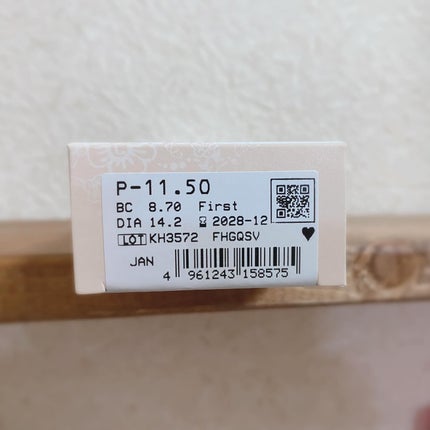 P-11.50
BC 8.70 First
DIA 14.2 2028-12
LOT KH3572 FHGQSV
JAN
4 961243 158575